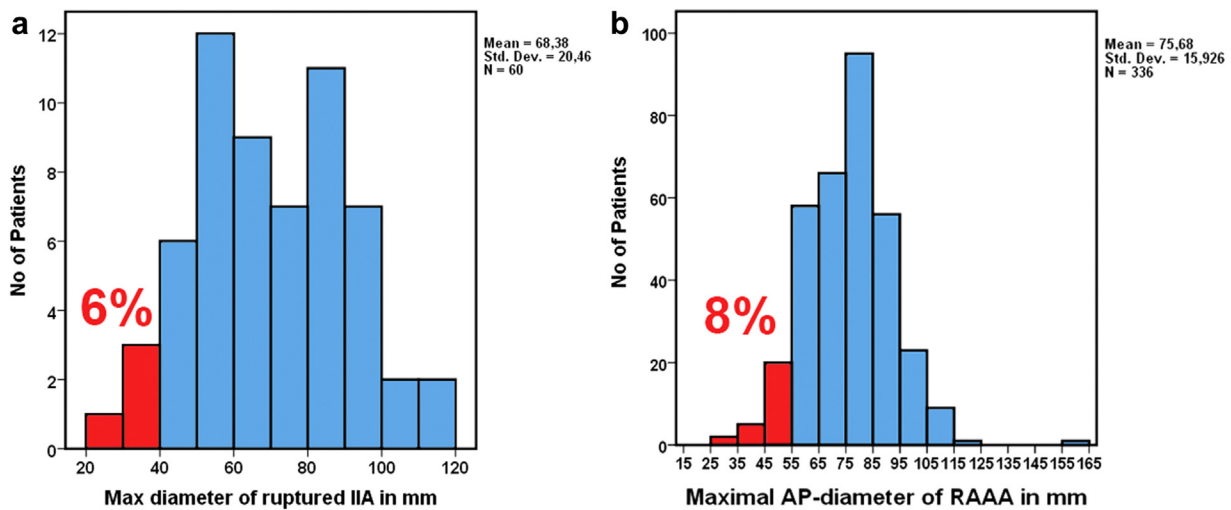 a
Mean = 68,38
Std. Dev. = 20,46
N = 60
12
10
8
6
4
2
0
No of Patients
6%
20 40 60 80 100 120
Max diameter of ruptured IIA in mm
b
Mean = 75,68
Std. Dev. = 15,926
N = 336
100
80
60
40
20
0
No of Patients
8%
15 25 35 45 55 65 75 85 95 105 115 125 135 145 155 165
Maximal AP-diameter of RAAA in mm